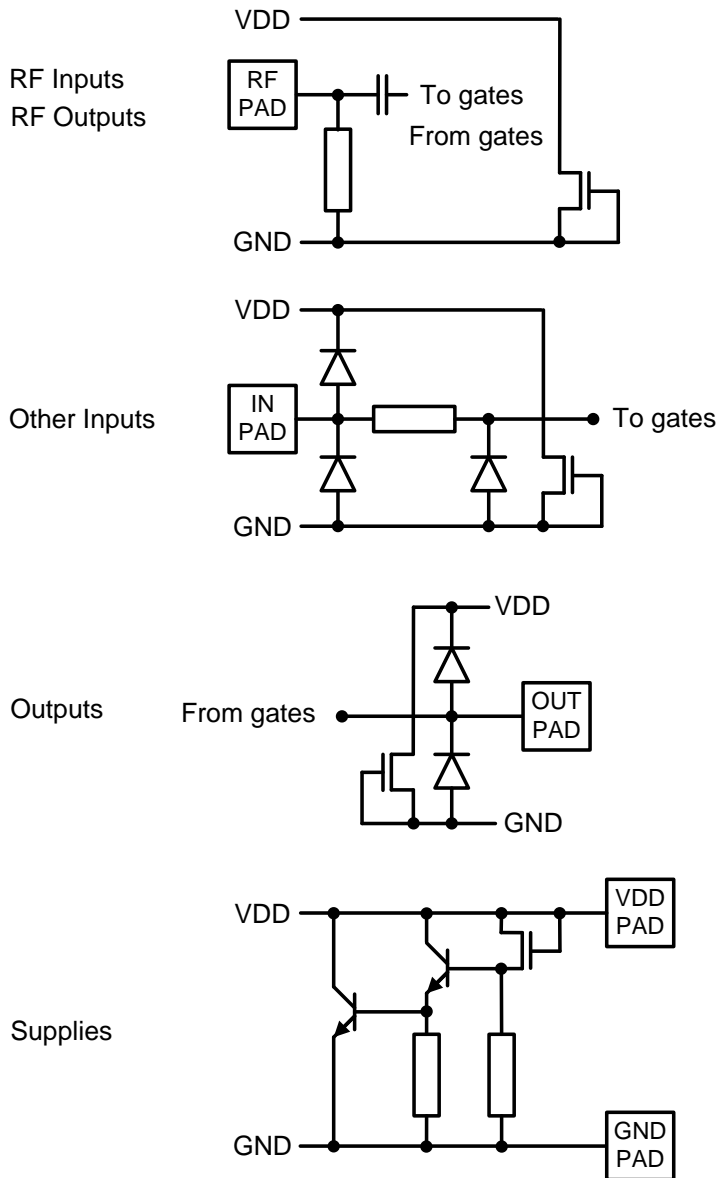 VDD
RF Inputs
RF Outputs
RF
PAD
To gates
From gates
GND
VDD
Other Inputs
IN
PAD
To gates
GND
VDD
Outputs
From gates
OUT
PAD
GND
VDD
VDD
PAD
Supplies
GND
GND
PAD